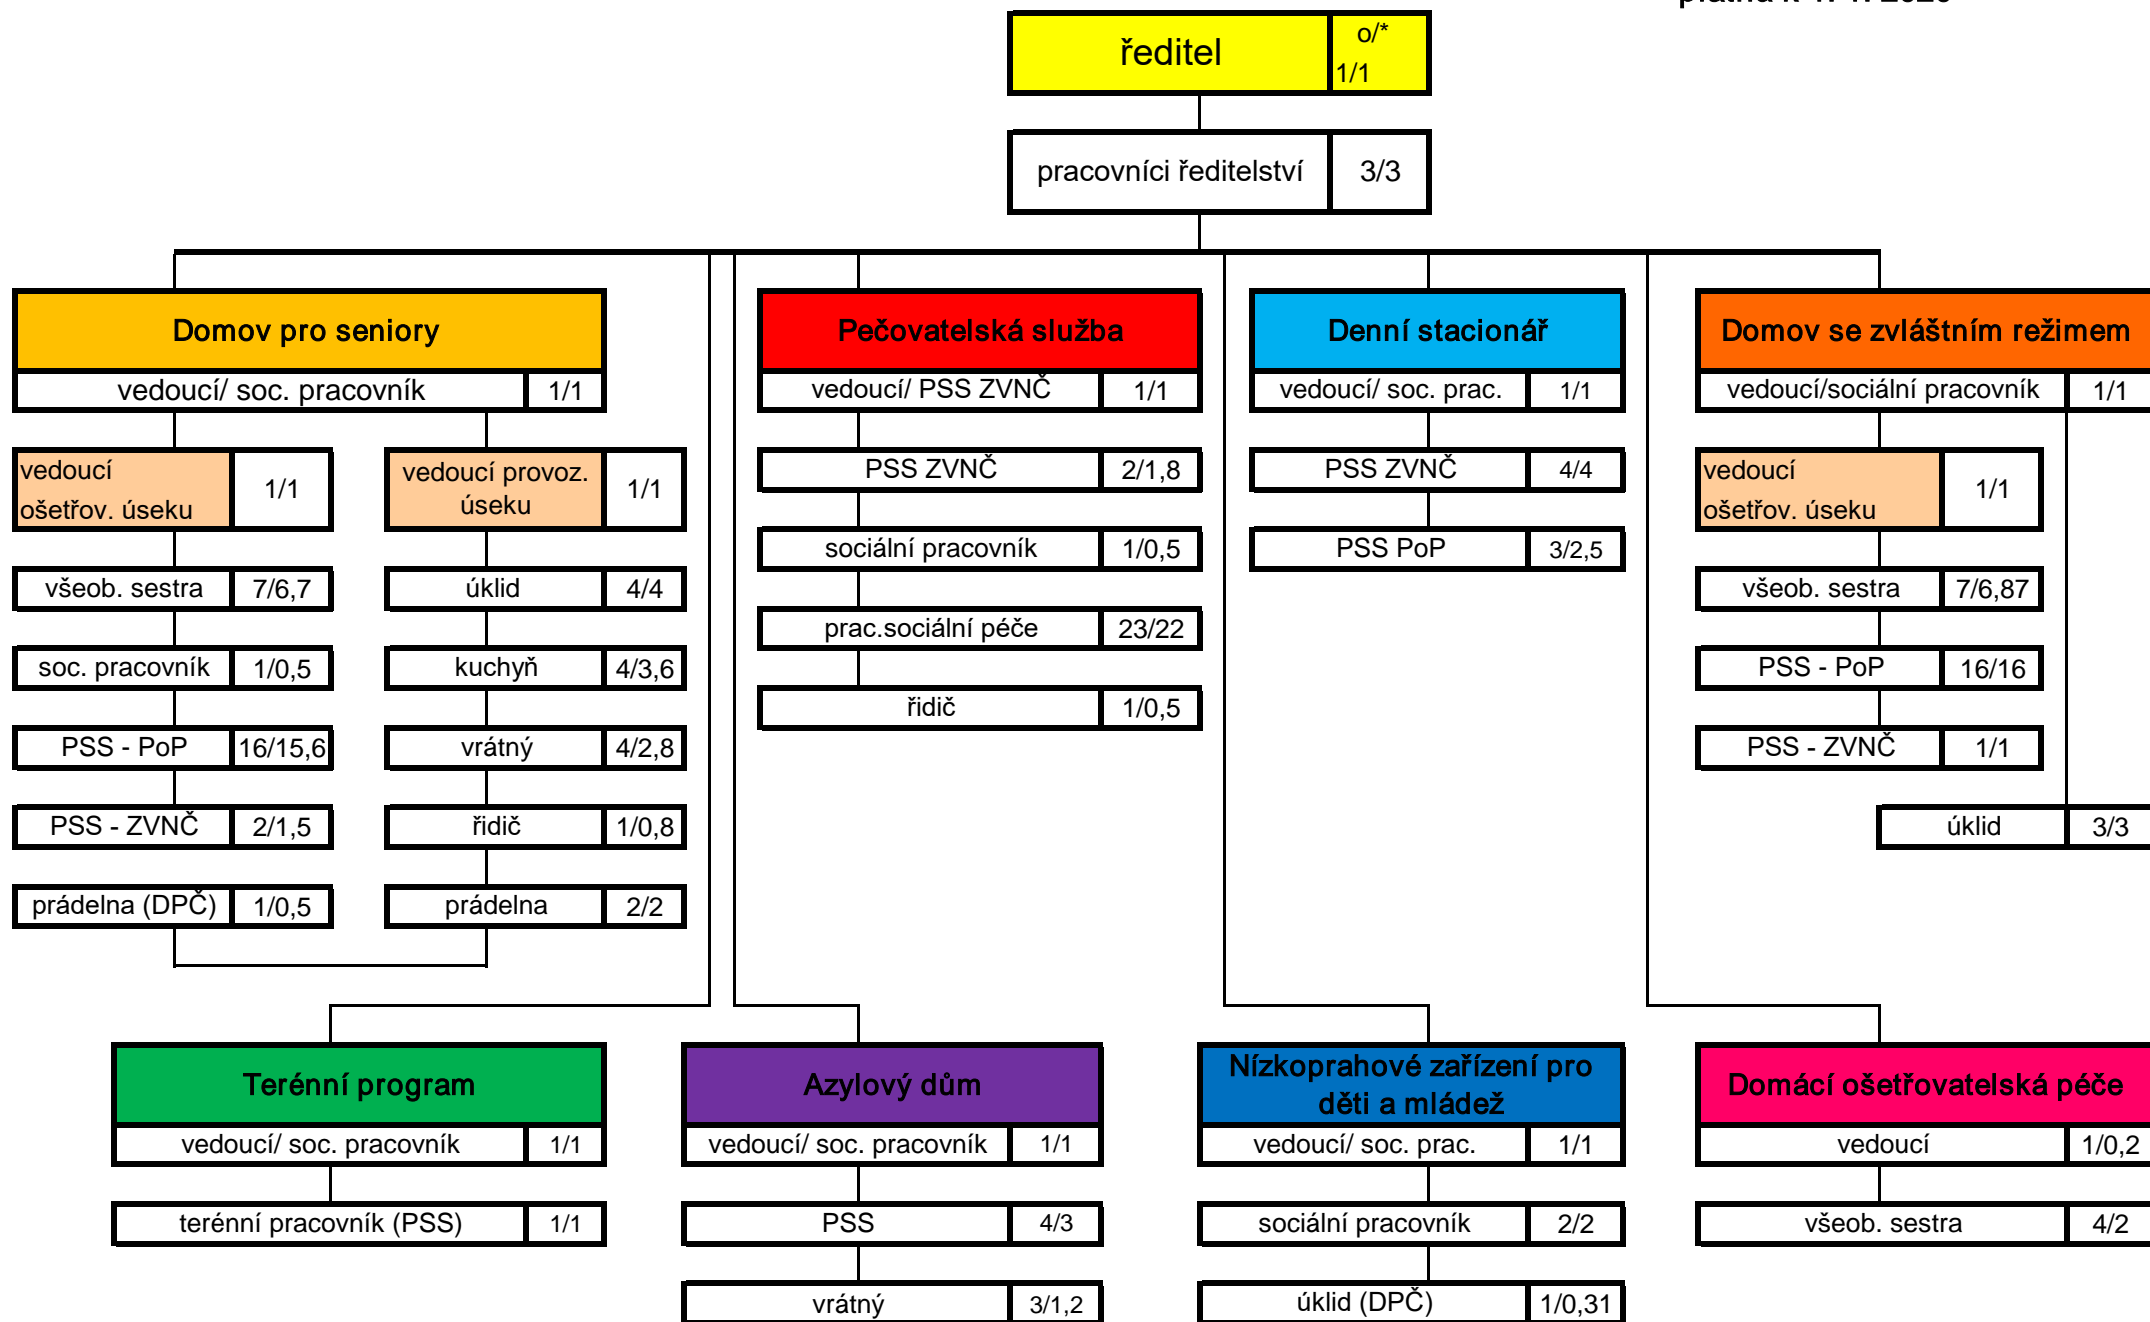 ředitel
o/*
1/1
pracovníci ředitelství
3/3
Domov pro seniory
vedoucí/ soc. pracovník
1/1
vedoucí
ošetřov. úseku
1/1
všeob. sestra
7/6,7
soc. pracovník
1/0,5
PSS - PoP
16/15,6
PSS - ZVNČ
2/1,5
prádelna (DPČ)
1/0,5
vedoucí provoz.
úseku
1/1
úklid
4/4
kuchyň
4/3,6
vrátný
4/2,8
řidič
1/0,8
prádelna
2/2
Pečovatelská služba
vedoucí/ PSS ZVNČ
1/1
PSS ZVNČ
2/1,8
sociální pracovník
1/0,5
prac.sociální péče
23/22
řidič
1/0,5
Denní stacionář
vedoucí/ soc. prac.
1/1
PSS ZVNČ
4/4
PSS PoP
3/2,5
Domov se zvláštním režimem
vedoucí/sociální pracovník
1/1
vedoucí
ošetřov. úseku
1/1
všeob. sestra
7/6,87
PSS - PoP
16/16
PSS - ZVNČ
1/1
úklid
3/3
Terénní program
vedoucí/ soc. pracovník
1/1
terénní pracovník (PSS)
1/1
Azylový dům
vedoucí/ soc. pracovník
1/1
PSS
4/3
vrátný
3/1,2
Nízkoprahové zařízení pro
děti a mládež
vedoucí/ soc. prac.
1/1
sociální pracovník
2/2
úklid (DPČ)
1/0,31
Domácí ošetřovatelská péče
vedoucí
1/0,2
všeob. sestra
4/2